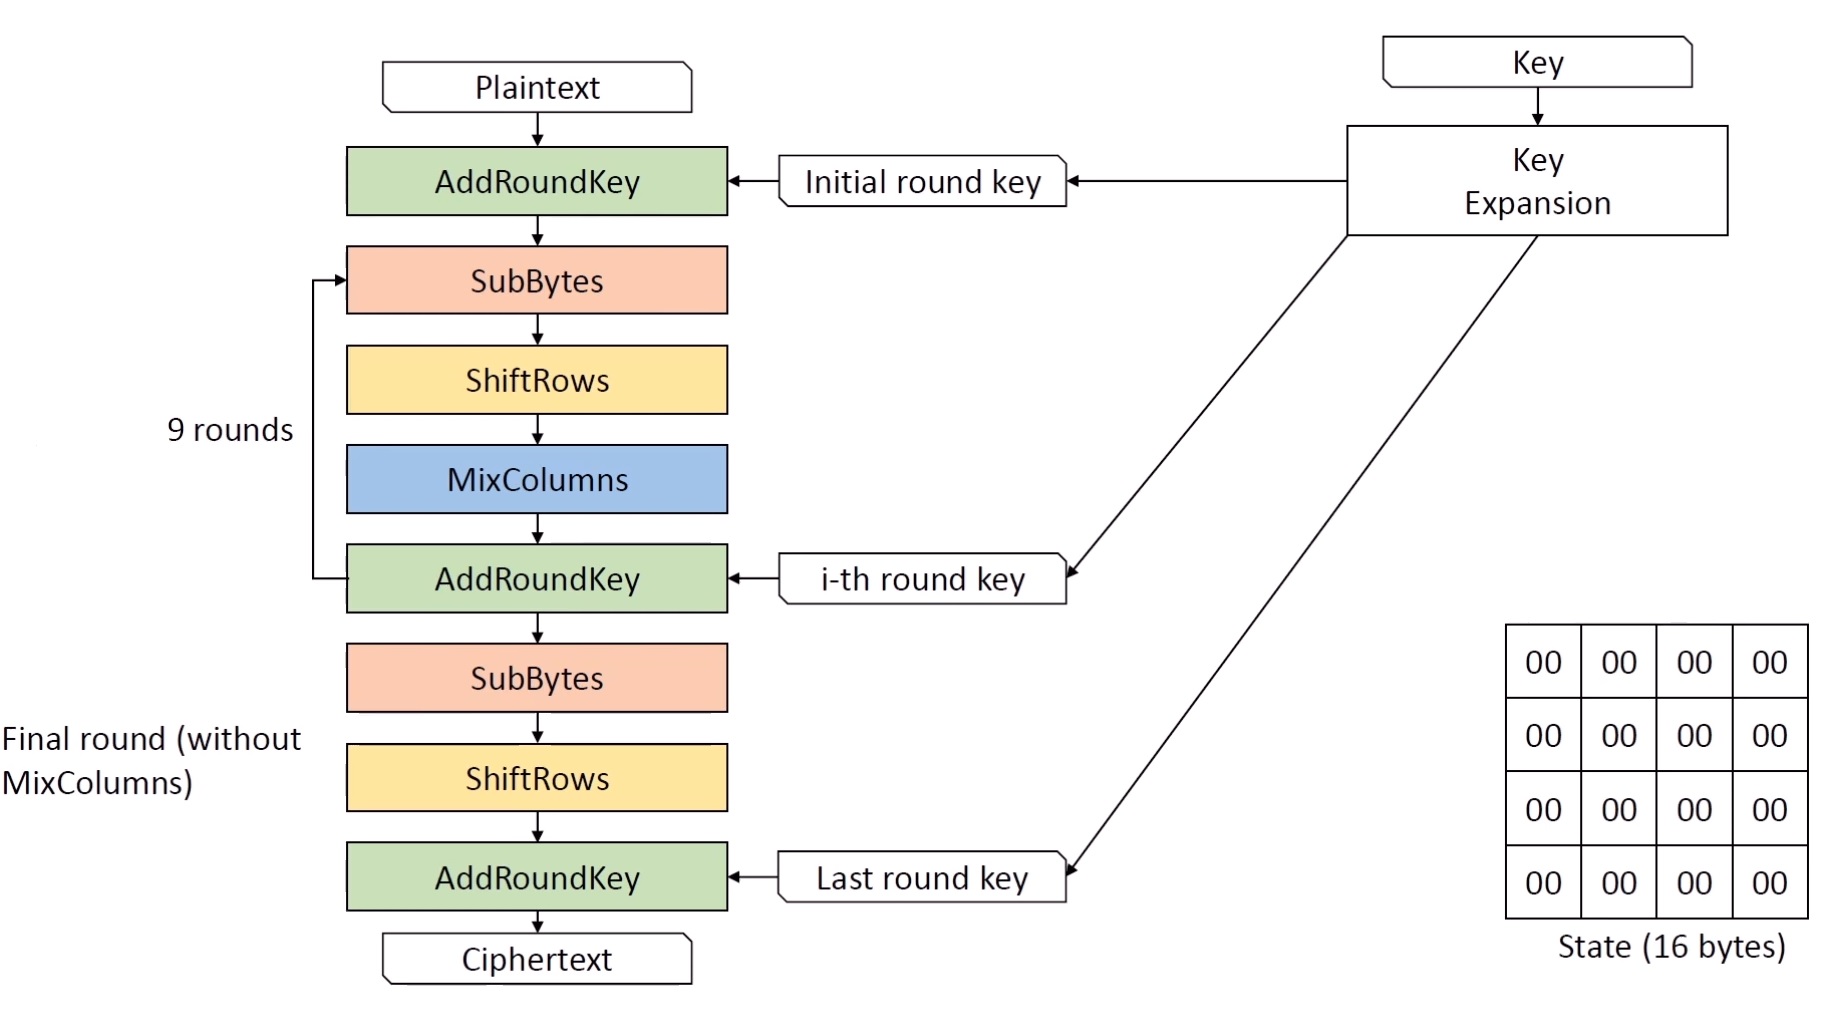 Plaintext
AddRoundKey
SubBytes
ShiftRows
MixColumns
AddRoundKey
SubBytes
ShiftRows
AddRoundKey
Ciphertext
9 rounds
Final round (without
MixColumns)
Initial round key
i-th round key
Last round key
Key
Key
Expansion
00 00 00 00
00 00 00 00
00 00 00 00
00 00 00 00
State (16 bytes)